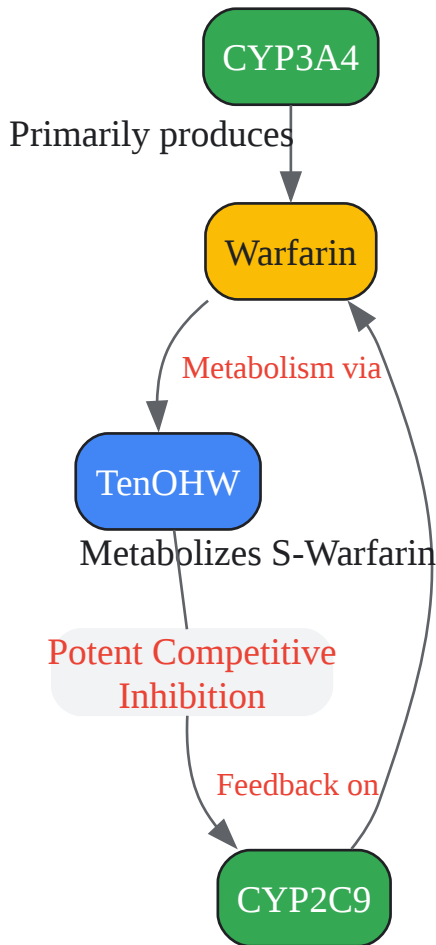 CYP3A4
Primarily produces
Warfarin
Metabolism via
TenOHW
Metabolizes S-Warfarin
Potent Competitive
Inhibition
Feedback on
CYP2C9